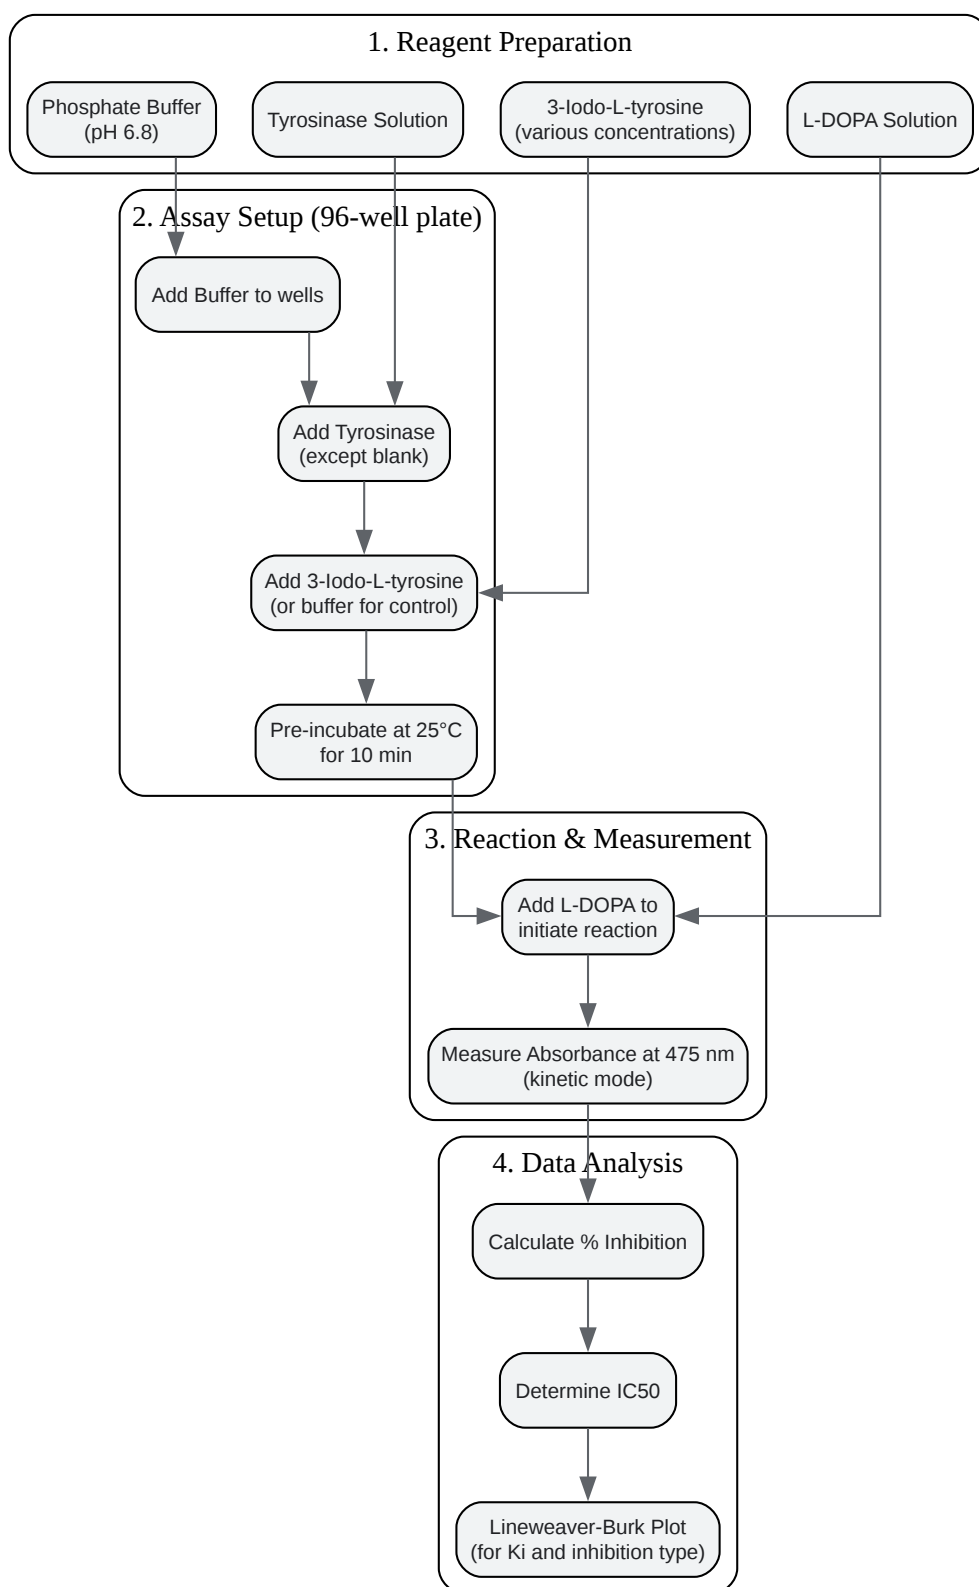 1. Reagent Preparation
Phosphate Buffer
(pH 6.8)
Tyrosinase Solution
3-Iodo-L-tyrosine
(various concentrations)
L-DOPA Solution
2. Assay Setup (96-well plate)
Add Buffer to wells
Add Tyrosinase
(except blank)
Add 3-Iodo-L-tyrosine
(or buffer for control)
Pre-incubate at 25°C
for 10 min
3. Reaction & Measurement
Add L-DOPA to
initiate reaction
Measure Absorbance at 475 nm
(kinetic mode)
4. Data Analysis
Calculate % Inhibition
Determine IC50
Lineweaver-Burk Plot
(for Ki and inhibition type)